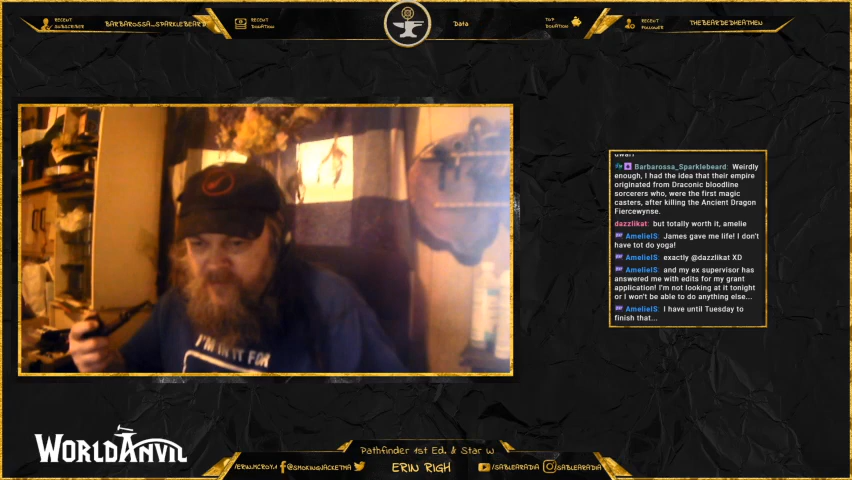 RECENT
SUBSCRIBER
BARBAROSSA_SPARKLEBEARD
RECENT
DONATION
Data
TOP
DONATION
RECENT
FOLLOWER
THEBEARDEDHEATHEN
Barbarossa_Sparklebeard: Weirdly
enough, I had the idea that their empire
originated from Draconic bloodline
sorcerers who, were the first magic
casters, after killing the Ancient Dragon
Fiercewynse.
dazzlikat: but totally worth it, amelie
AmelieIS: James gave me life! I don't
have tot do yoga!
AmelieIS: exactly @dazzlikat XD
AmelieIS: and my ex supervisor has
answered me with edits for my grant
application! I'm not looking at it tonight
or I won't be able to do anything else...
AmelieIS: I have until Tuesday to
finish that...
I'M IN IT FOR
WORLDANVIL
Pathfinder 1st Ed. & Star W
@SMOKINGJACKETMA
ERIN RIGH
/SABLEARADIA
/SABLEARADIA